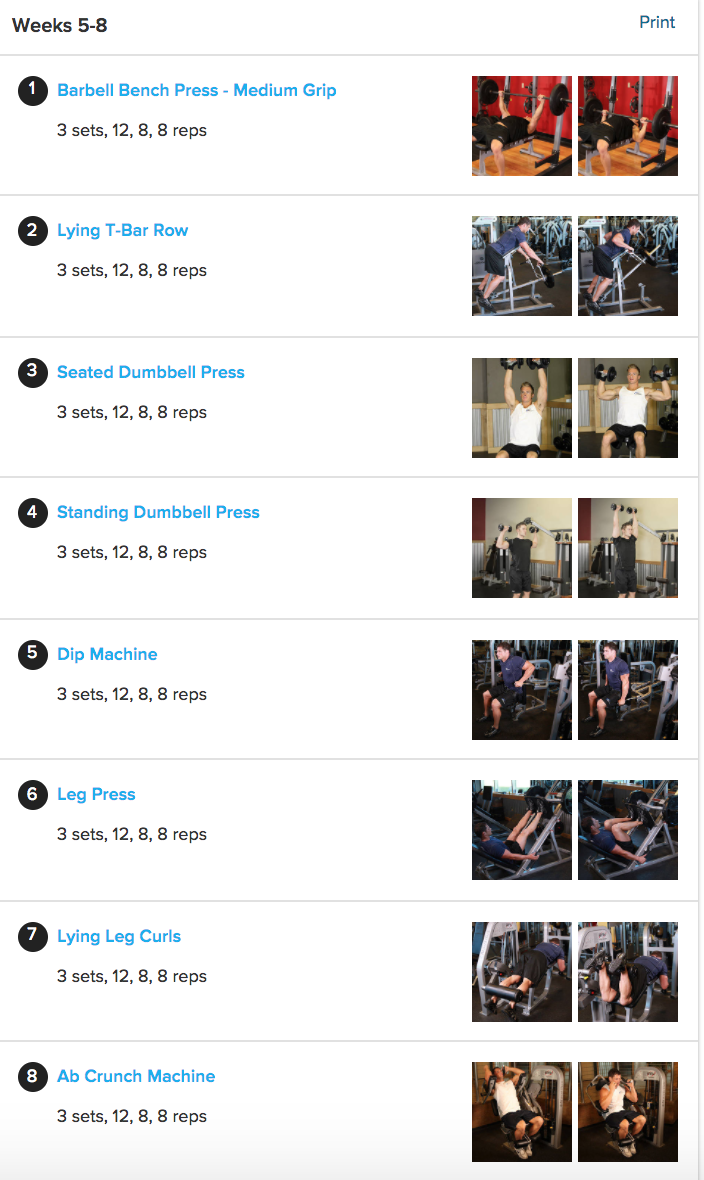 Weeks 5-8
Print
1
Barbell Bench Press - Medium Grip
3 sets, 12, 8, 8 reps
2
Lying T-Bar Row
3 sets, 12, 8, 8 reps
3
Seated Dumbbell Press
3 sets, 12, 8, 8 reps
4
Standing Dumbbell Press
3 sets, 12, 8, 8 reps
5
Dip Machine
3 sets, 12, 8, 8 reps
6
Leg Press
3 sets, 12, 8, 8 reps
7
Lying Leg Curls
3 sets, 12, 8, 8 reps
8
Ab Crunch Machine
3 sets, 12, 8, 8 reps